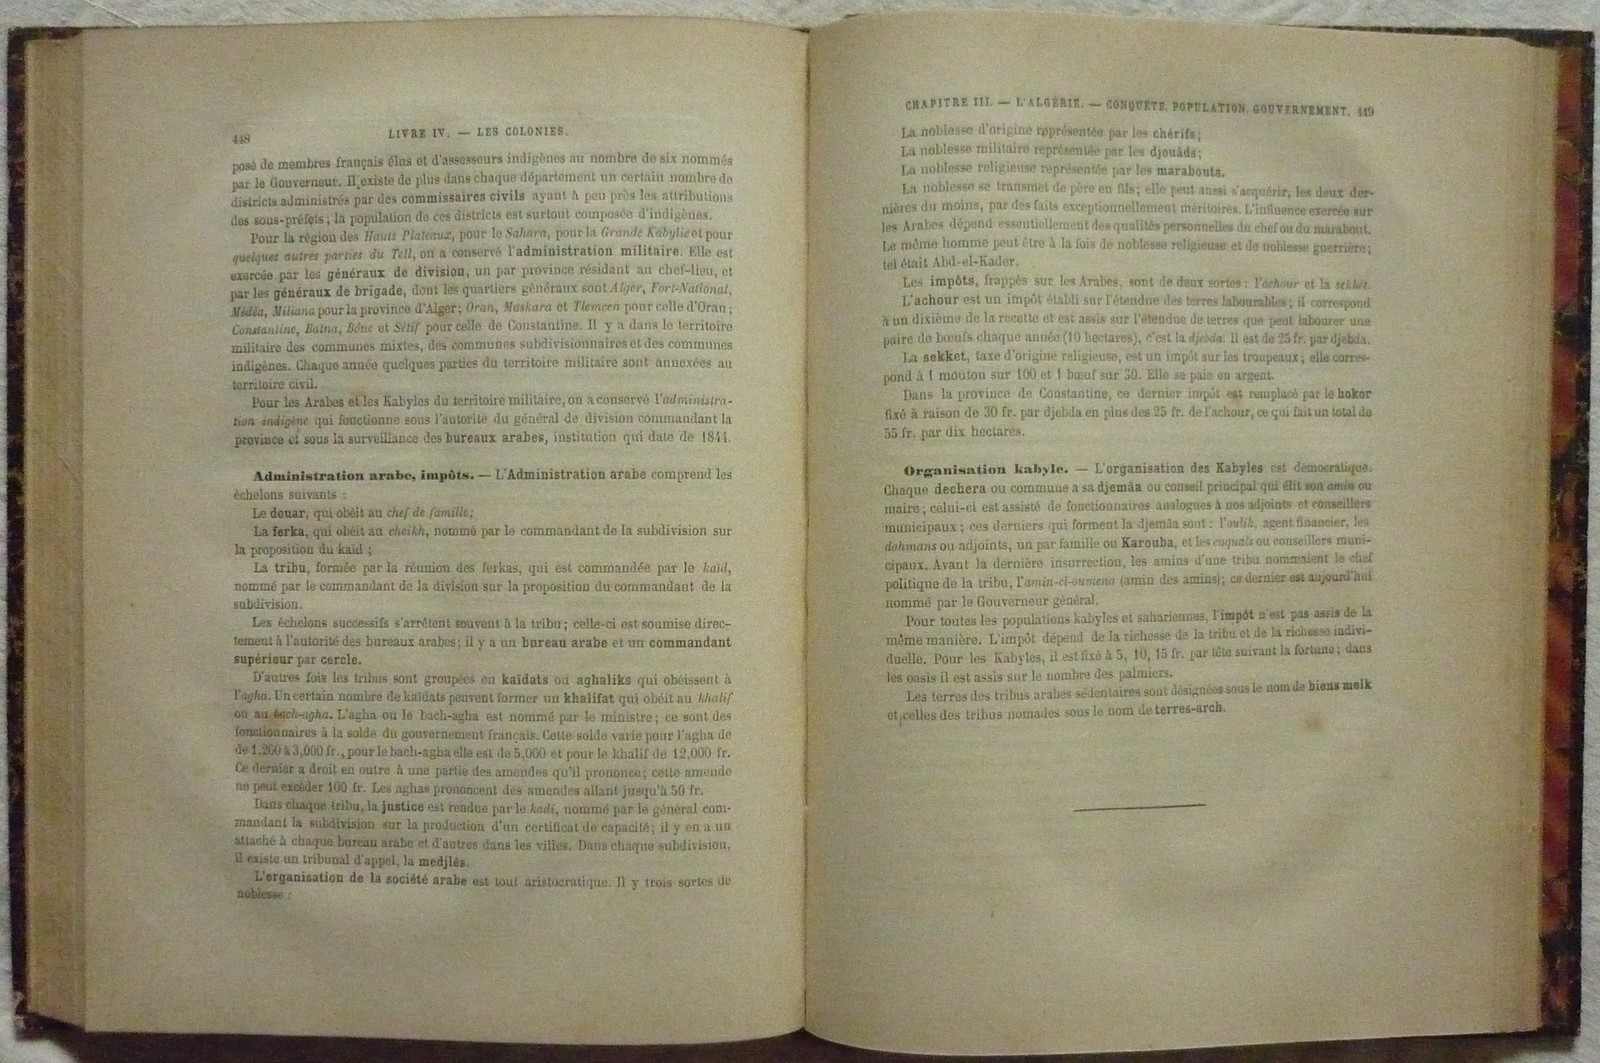 448
LIVRE IV. — LES COLONIES.
posé de membres français élus et d'assesseurs indigènes au nombre de six nommés
par le Gouverneur. Il existe de plus dans chaque département un certain nombre de
districts administrés par des commissaires civils ayant à peu près les attributions
des sous-préfets ; la population de ces districts est surtout composée d'indigènes.
Pour la région des Hauts Plateaux, pour le Sahara, pour la Grande Kabylie et pour
quelques autres parties du Tell, on a conservé l'administration militaire. Elle est
exercée par les généraux de division, un par province résidant au chef-lieu, et
par les généraux de brigade, dont les quartiers généraux sont Alger, Fort-National,
Médéa, Miliana pour la province d'Alger ; Oran, Maskara et Tlemcen pour celle d'Oran ;
Constantine, Batna, Bône et Sétif pour celle de Constantine. Il y a dans le territoire
militaire des communes mixtes, des communes subdivisionnaires et des communes
indigènes. Chaque année quelques parties du territoire militaire sont annexées au
territoire civil.
Pour les Arabes et les Kabyles du territoire militaire, on a conservé l'administra-
tion indigène qui fonctionne sous l'autorité du général de division commandant la
province et sous la surveillance des bureaux arabes, institution qui date de 1844.
Administration arabe, impôts. — L'Administration arabe comprend les
échelons suivants :
Le douar, qui obéit au chef de famille;
La ferka, qui obéit au cheikh, nommé par le commandant de la subdivision sur
la proposition du kaïd ;
La tribu, formée par la réunion des ferkas, qui est commandée par le kaïd,
nommé par le commandant de la division sur la proposition du commandant de la
subdivision.
Les échelons successifs s'arrêtent souvent à la tribu ; celle-ci est soumise direc-
tement à l'autorité des bureaux arabes ; il y a un bureau arabe et un commandant
supérieur par cercle.
D'autres fois les tribus sont groupées en kaïdats ou aghaliks qui obéissent à
l'agha. Un certain nombre de kaïdats peuvent former un khalifat qui obéit au khalif
ou au bach-agha. L'agha ou le bach-agha est nommé par le ministre ; ce sont des
fonctionnaires à la solde du gouvernement français. Cette solde varie pour l'agha de
de 1,200 à 3,000 fr., pour le bach-agha elle est de 5,000 et pour le khalif de 12,000 fr.
Ce dernier a droit en outre à une partie des amendes qu'il prononce ; cette amende
ne peut excéder 100 fr. Les aghas prononcent des amendes allant jusqu'à 50 fr.
Dans chaque tribu, la justice est rendue par le kadi, nommé par le général com-
mandant la subdivision sur la production d'un certificat de capacité ; il y en a un
attaché à chaque bureau arabe et d'autres dans les villes. Dans chaque subdivision,
il existe un tribunal d'appel, la medjlès.
L'organisation de la société arabe est tout aristocratique. Il y trois sortes de
noblesse :
CHAPITRE III. — L'ALGÉRIE. — CONQUÊTE, POPULATION, GOUVERNEMENT. 449
La noblesse d'origine représentée par les chérifs ;
La noblesse militaire représentée par les djouâds ;
La noblesse religieuse représentée par les marabouts.
La noblesse se transmet de père en fils ; elle peut aussi s'acquérir, les deux der-
nières du moins, par des faits exceptionnellement méritoires. L'influence exercée sur
les Arabes dépend essentiellement des qualités personnelles du chef ou du marabout.
Le même homme peut être à la fois de noblesse religieuse et de noblesse guerrière ;
tel était Abd-el-Kader.
Les impôts, frappés sur les Arabes, sont de deux sortes : l'achour et la sekket.
L'achour est un impôt établi sur l'étendue des terres labourables ; il correspond
à un dixième de la recette et est assis sur l'étendue de terres que peut labourer une
paire de bœufs chaque année (10 hectares), c'est la djebda. Il est de 25 fr. par djebda.
La sekket, taxe d'origine religieuse, est un impôt sur les troupeaux ; elle corres-
pond à 1 mouton sur 100 et 1 bœuf sur 30. Elle se paie en argent.
Dans la province de Constantine, ce dernier impôt est remplacé par le hokor
fixé à raison de 30 fr. par djebda en plus des 25 fr. de l'achour, ce qui fait un total de
55 fr. par dix hectares.
Organisation kabyle. — L'organisation des Kabyles est démocratique.
Chaque dechera ou commune a sa djemâa ou conseil principal qui élit son amin ou
maire ; celui-ci est assisté de fonctionnaires analogues à nos adjoints et conseillers
municipaux ; ces derniers qui forment la djemâa sont : l'oulik, agent financier, les
dahmans ou adjoints, un par famille ou Karouba, et les euquals ou conseillers muni-
cipaux. Avant la dernière insurrection, les amins d'une tribu nommaient le chef
politique de la tribu, l'amin-el-oumena (amin des amins) ; ce dernier est aujourd'hui
nommé par le Gouverneur général.
Pour toutes les populations kabyles et sahariennes, l'impôt n'est pas assis de la
même manière. L'impôt dépend de la richesse de la tribu et de la richesse indivi-
duelle. Pour les Kabyles, il est fixé à 5, 10, 15 fr. par tête suivant la fortune ; dans
les oasis il est assis sur le nombre des palmiers.
Les terres des tribus arabes sédentaires sont désignées sous le nom de biens melk
et celles des tribus nomades sous le nom de terres-arch.